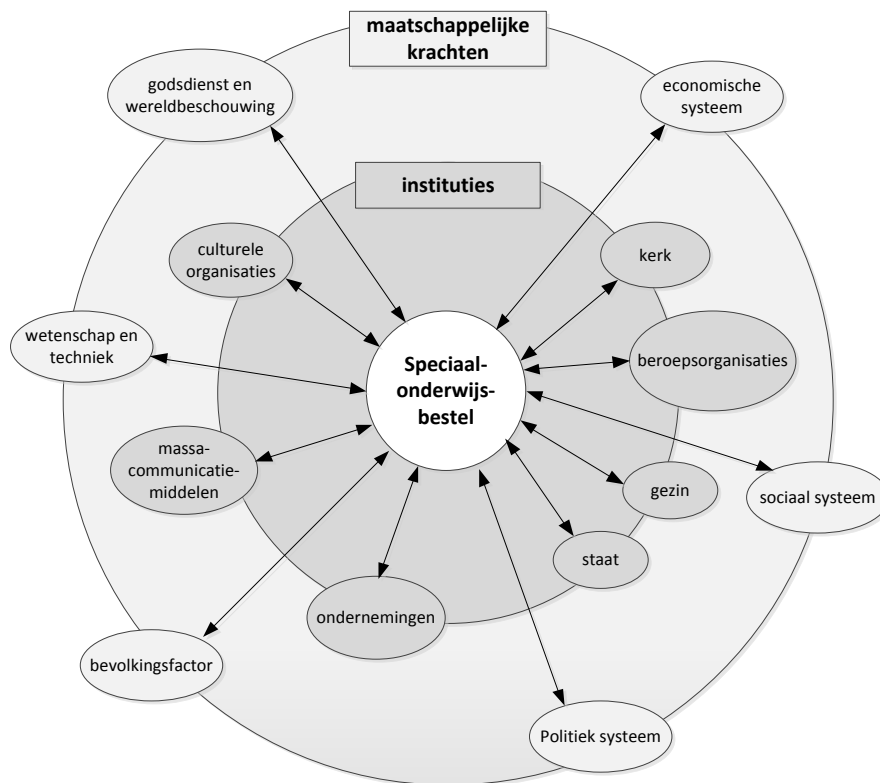 maatschappelijke
krachten
godsdienst en
wereldbeschouwing
economische
systeem
instituties
culturele
organisaties
kerk
wetenschap en
techniek
Speciaal-
onderwijs-
bestel
beroepsorganisaties
massa-
communicatie-
middelen
gezin
sociaal systeem
staat
ondernemingen
bevolkingsfactor
Politiek systeem